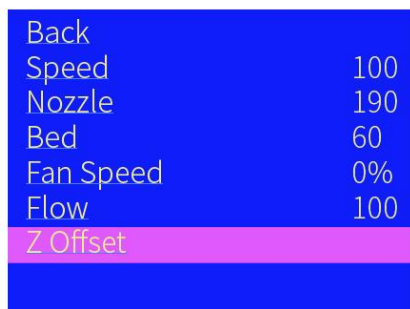 Back
Speed 100
Nozzle 190
Bed 60
Fan Speed 0%
Flow 100
Z Offset